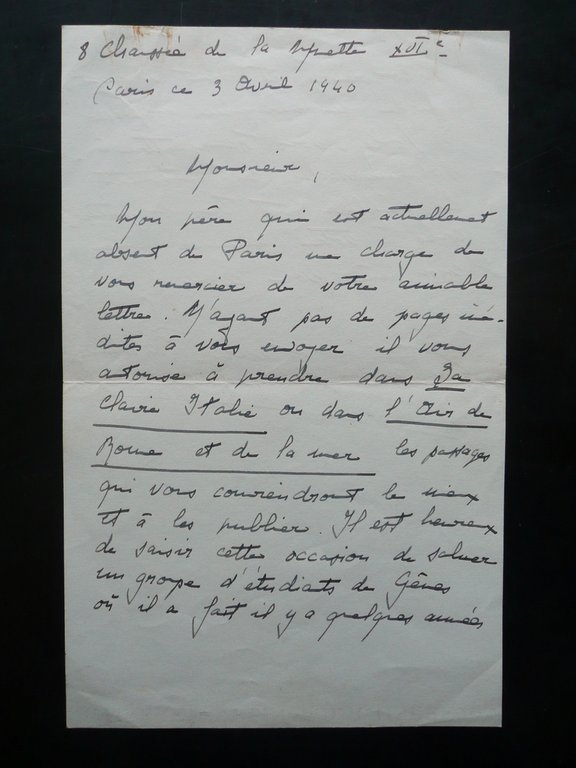 8 Chaussée de la Muette XVIe
Paris ce 3 Avril 1940
Monsieur,
Mon père qui est actuellement
absent de Paris me charge de
vous remercier de votre aimable
lettre. N'ayant pas de pages iné-
dites à vous envoyer il vous
autorise à prendre dans La
Claire Italie ou dans l'Air de
Rome et de la mer les passages
qui vous conviendront le mieux
et à les publier. Il est heureux
de saisir cette occasion de saluer
un groupe d'étudiants de Gênes
où il a fait il y a quelques années